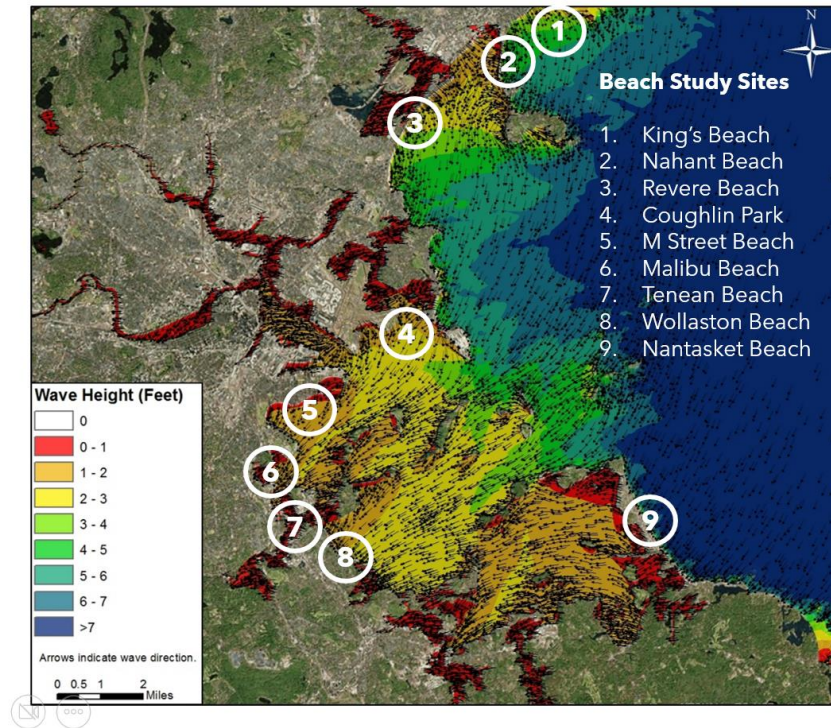 N
1
2
3
4
5
6
7
8
9
Beach Study Sites
1. King's Beach
2. Nahant Beach
3. Revere Beach
4. Coughlin Park
5. M Street Beach
6. Malibu Beach
7. Tenean Beach
8. Wollaston Beach
9. Nantasket Beach
Wave Height (Feet)
0
0 - 1
1 - 2
2 - 3
3 - 4
4 - 5
5 - 6
6 - 7
>7
Arrows indicate wave direction.
0 0.5 1 2
Miles